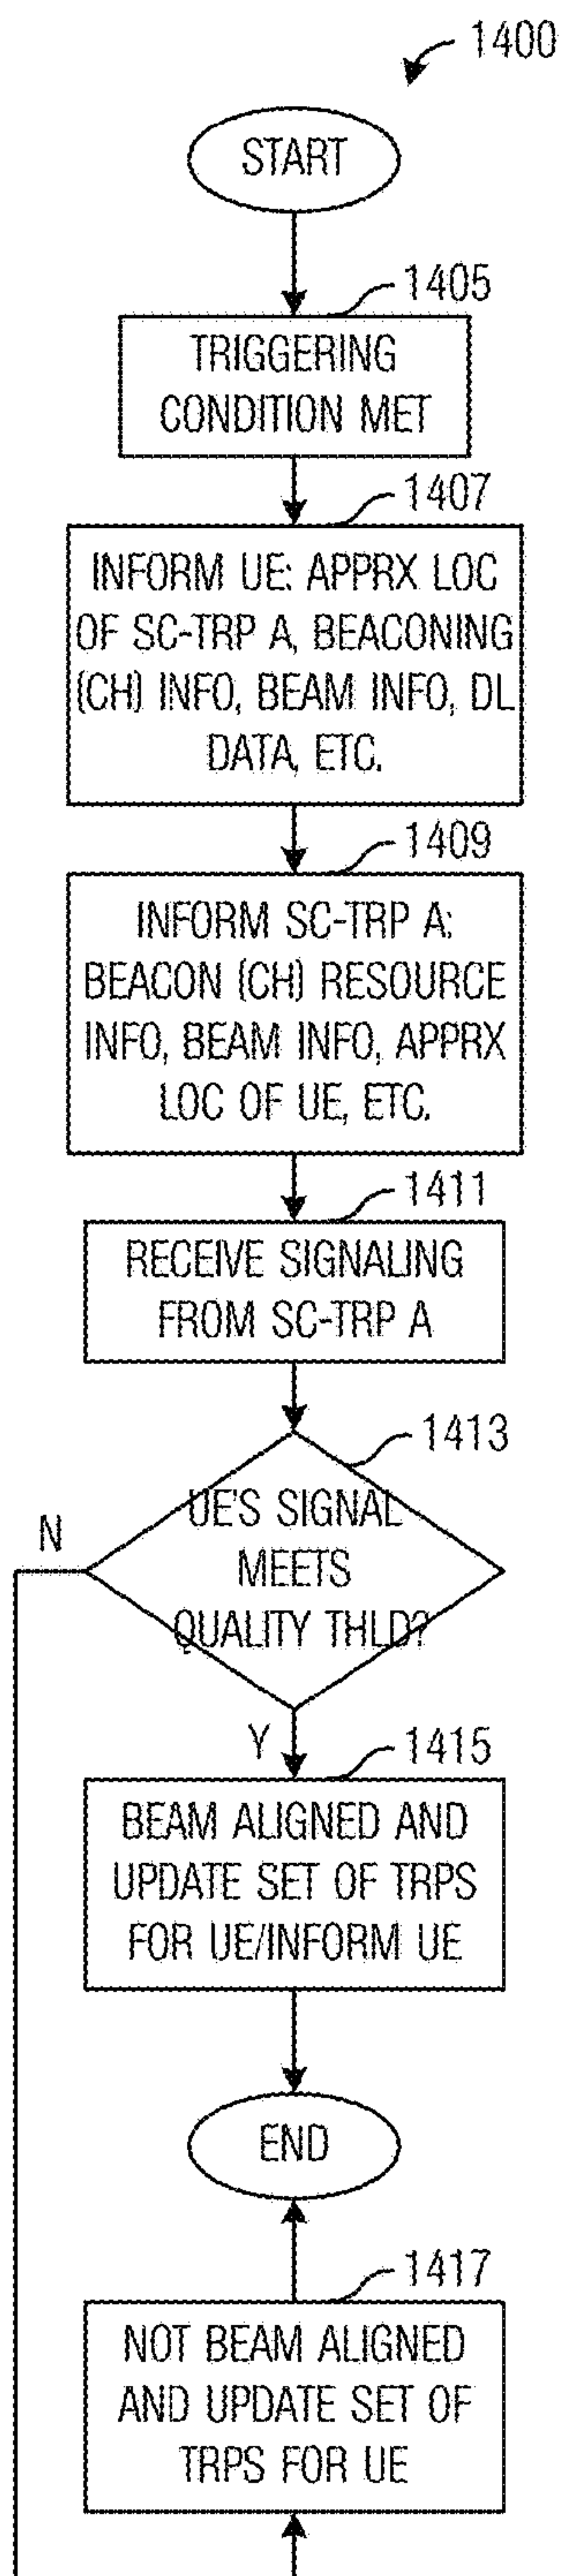 1400
START
1405
TRIGGERING
CONDITION MET
1407
INFORM UE: APPRX LOC
OF SC-TRP A, BEACONING
(CH) INFO, BEAM INFO, DL
DATA, ETC.
1409
INFORM SC-TRP A:
BEACON (CH) RESOURCE
INFO, BEAM INFO, APPRX
LOC OF UE, ETC.
1411
RECEIVE SIGNALING
FROM SC-TRP A
1413
UE'S SIGNAL
MEETS
QUALITY THLD?
N
Y
1415
BEAM ALIGNED AND
UPDATE SET OF TRPS
FOR UE/INFORM UE
END
1417
NOT BEAM ALIGNED
AND UPDATE SET OF
TRPS FOR UE